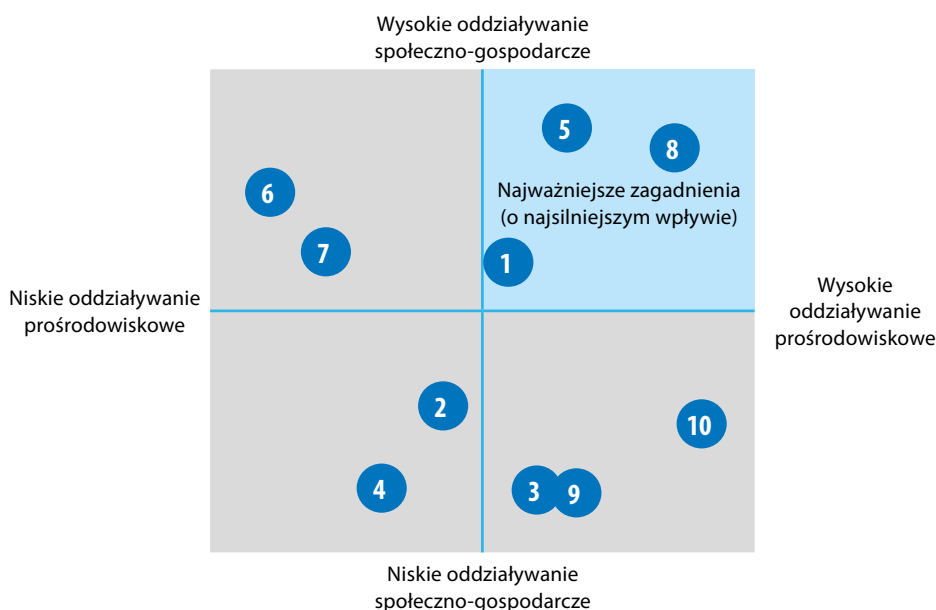 Wysokie oddziaływanie
społeczno-gospodarcze
5
8
6
Najważniejsze zagadnienia
(o najsilniejszym wpływie)
7
1
Niskie oddziaływanie
prośrodowiskowe
Wysokie
oddziaływanie
prośrodowiskowe
2
10
4
3
9
Niskie oddziaływanie
społeczno-gospodarcze